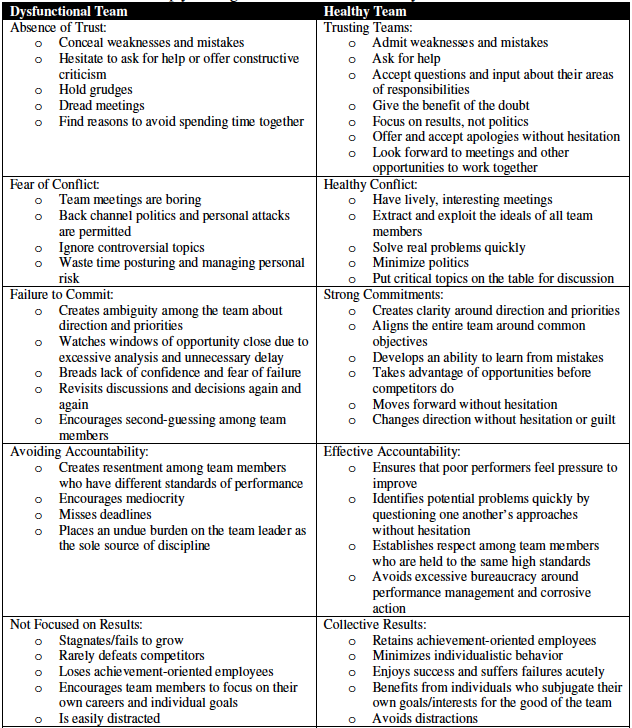 Dysfunctional Team
Healthy Team
Absence of Trust:
o Conceal weaknesses and mistakes
o Hesitate to ask for help or offer constructive
criticism
o Hold grudges
o Dread meetings
o Find reasons to avoid spending time together
Trusting Teams:
o Admit weaknesses and mistakes
o Ask for help
o Accept questions and input about their areas
of responsibilities
o Give the benefit of the doubt
o Focus on results, not politics
o Offer and accept apologies without hesitation
o Look forward to meetings and other
opportunities to work together
Fear of Conflict:
o Team meetings are boring
o Back channel politics and personal attacks
are permitted
o Ignore controversial topics
o Waste time posturing and managing personal
risk
Healthy Conflict:
o Have lively, interesting meetings
o Extract and exploit the ideals of all team
members
o Solve real problems quickly
o Minimize politics
o Put critical topics on the table for discussion
Failure to Commit:
o Creates ambiguity among the team about
direction and priorities
o Watches windows of opportunity close due to
excessive analysis and unnecessary delay
o Breads lack of confidence and fear of failure
o Revisits discussions and decisions again and
again
o Encourages second-guessing among team
members
Strong Commitments:
o Creates clarity around direction and priorities
o Aligns the entire team around common
objectives
o Develops an ability to learn from mistakes
o Takes advantage of opportunities before
competitors do
o Moves forward without hesitation
o Changes direction without hesitation or guilt
Avoiding Accountability:
o Creates resentment among team members
who have different standards of performance
o Encourages mediocrity
o Misses deadlines
o Places an undue burden on the team leader as
the sole source of discipline
Effective Accountability:
o Ensures that poor performers feel pressure to
improve
o Identifies potential problems quickly by
questioning one another's approaches
without hesitation
o Establishes respect among team members
who are held to the same high standards
o Avoids excessive bureaucracy around
performance management and corrosive
action
Not Focused on Results:
o Stagnates/fails to grow
o Rarely defeats competitors
o Loses achievement-oriented employees
o Encourages team members to focus on their
own careers and individual goals
o Is easily distracted
Collective Results:
o Retains achievement-oriented employees
o Minimizes individualistic behavior
o Enjoys success and suffers failures acutely
o Benefits from individuals who subjugate their
own goals/interests for the good of the team
o Avoids distractions